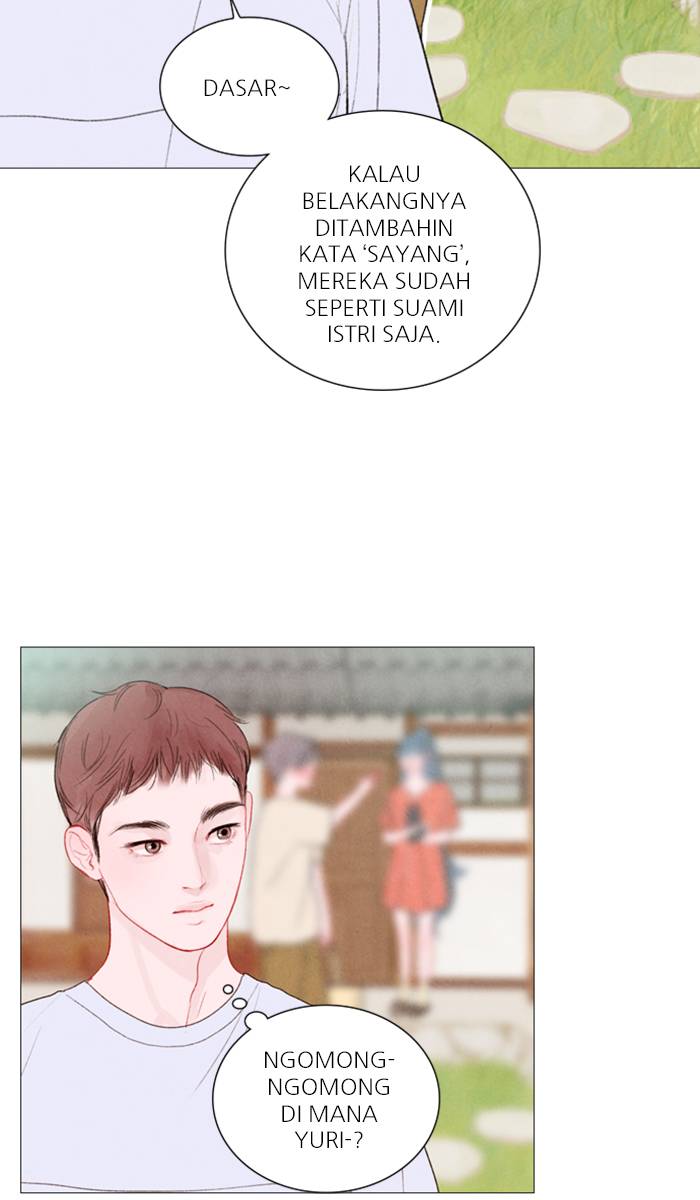 DASAR~
KALAU
BELAKANGNYA
DITAMBAHIN
KATA ‘SAYANG’,
MEREKA SUDAH
SEPERTI SUAMI
ISTRI SAJA.
NGOMONG-
NGOMONG
DI MANA
YURI-?